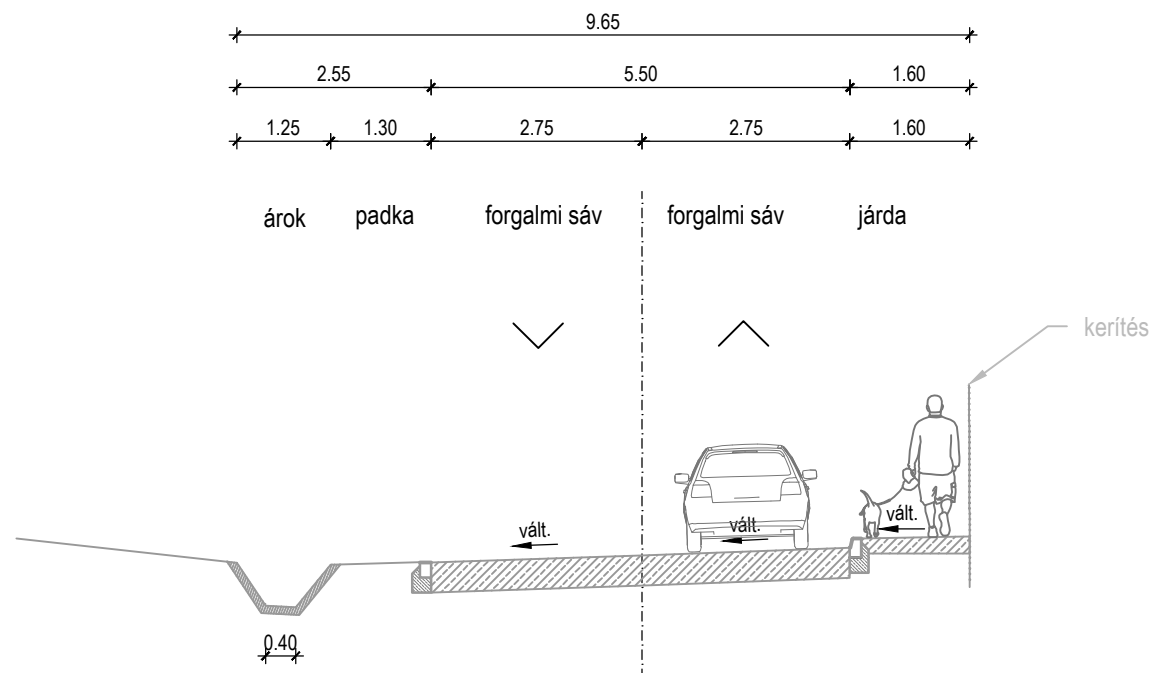 9.65
2.55 5.50 1.60
1.25 1.30 2.75 2.75 1.60
árok padka forgalmi sáv forgalmi sáv járda
kerítés
vált.
vált. vált.
0.40